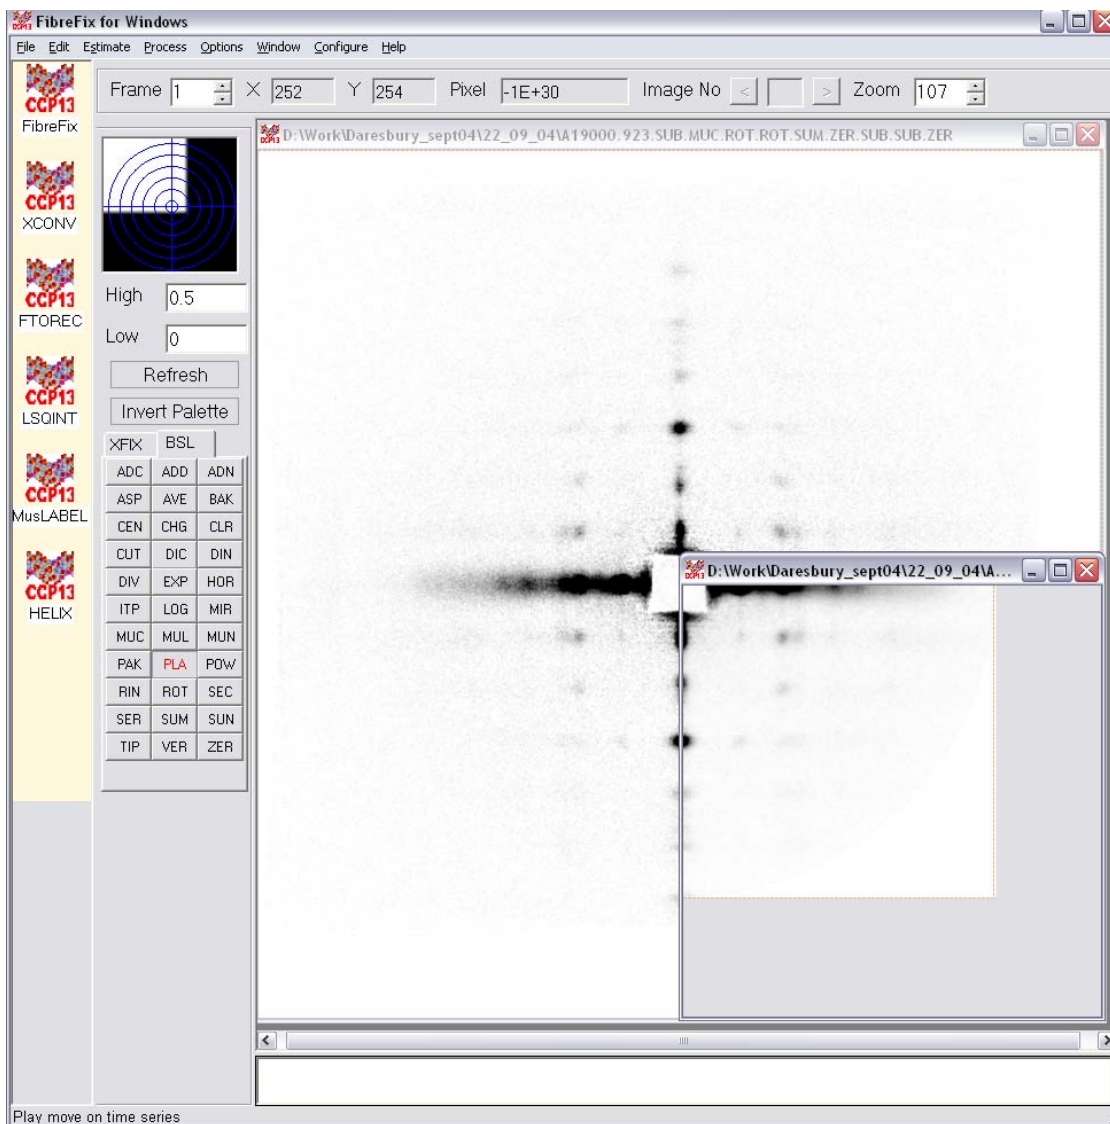 FibreFix for Windows
File Edit Estimate Process Options Window Configure Help
CCP13
FibreFix
CCP13
XCONV
CCP13
FTOREC
CCP13
LSQINT
CCP13
MusLABEL
CCP13
HELIX
Frame 1 X 252 Y 254 Pixel -1E+30 Image No < > Zoom 107
High 0.5
Low 0
Refresh
Invert Palette
XFIX BSL
ADC ADD ADN
ASP AVE BAK
CEN CHG CLR
CUT DIC DIN
DIV EXP HOR
ITP LOG MIR
MUC MUL MUN
PAK PLA POW
RIN ROT SEC
SER SUM SUN
TIP VER ZER
D:\Work\Daresbury_sept04\22_09_04\A19000.923.SUB.MUC.ROT.ROT.SUM.ZER.SUB.SUB.ZER
D:\Work\Daresbury_sept04\22_09_04\A...
Play move on time series